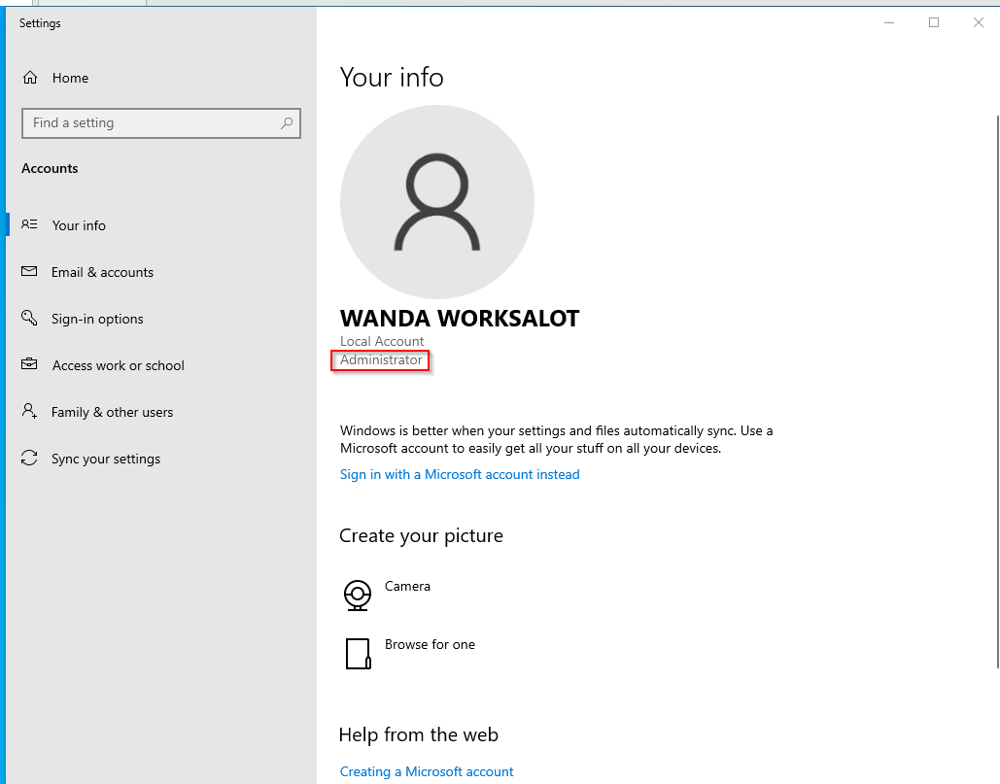 Settings
Home
Find a setting
Accounts
Your info
Email & accounts
Sign-in options
Access work or school
Family & other users
Sync your settings
Your info
WANDA WORKSALOT
Local Account
Administrator
Windows is better when your settings and files automatically sync. Use a
Microsoft account to easily get all your stuff on all your devices.
Sign in with a Microsoft account instead
Create your picture
Camera
Browse for one
Help from the web
Creating a Microsoft account